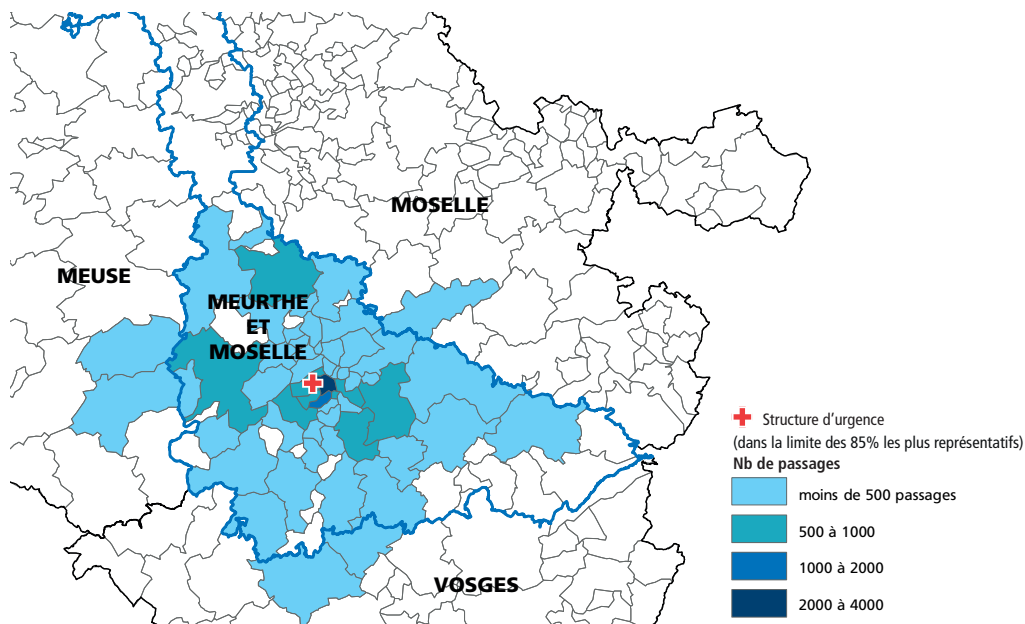 MOSELLE
MEUSE
MEURTHE
ET
MOSELLE
VOSGES
Structure d'urgence
(dans la limite des 85% les plus représentatifs)
Nb de passages
moins de 500 passages
500 à 1000
1000 à 2000
2000 à 4000